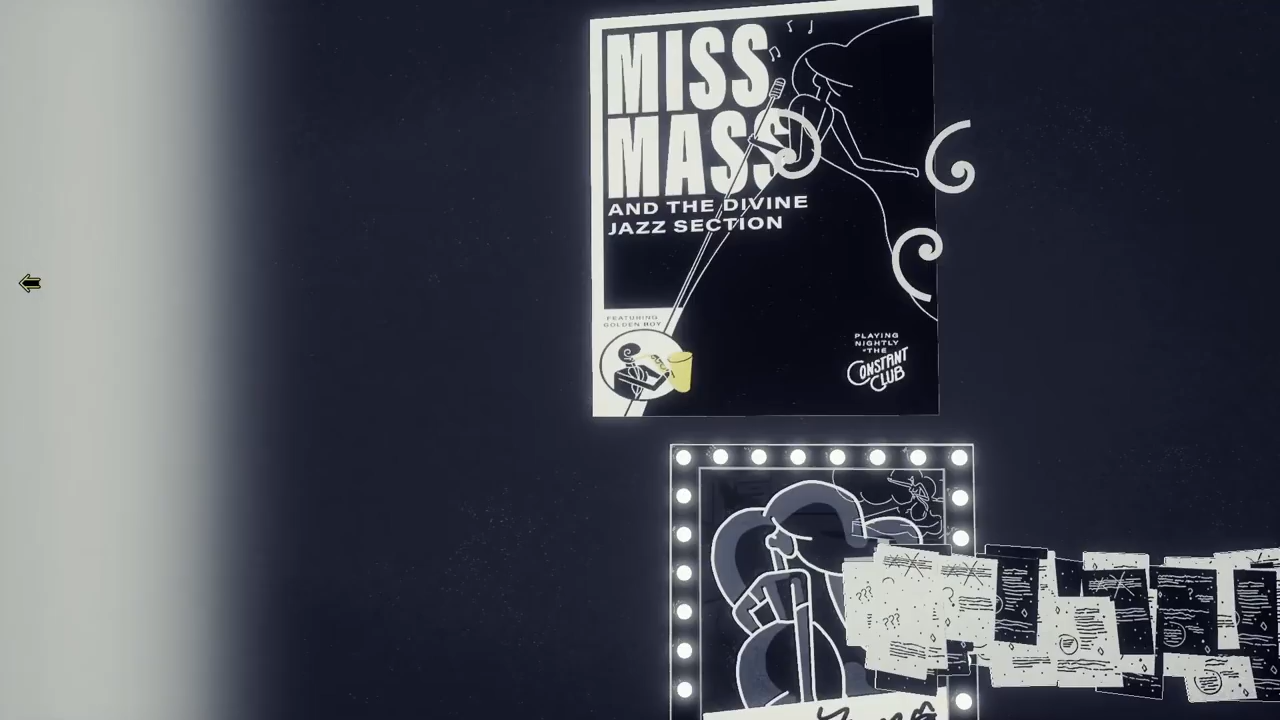 MISS
MASS
AND THE DIVINE
JAZZ SECTION
FEATURING
GOLDEN BOY
PLAYING
NIGHTLY
THE
CONSTANT
CLUB
???
???